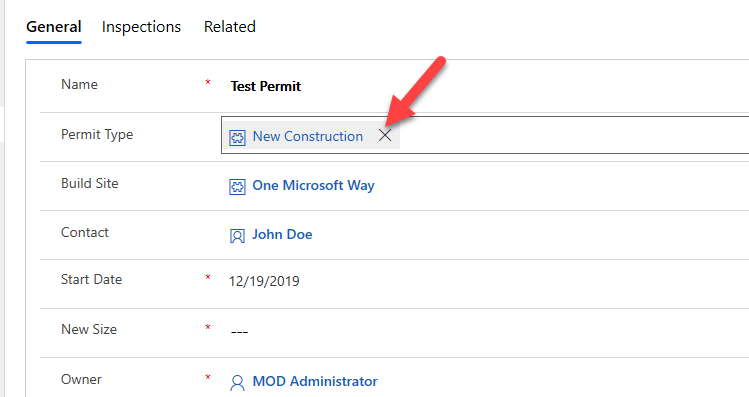 General Inspections Related
Name * Test Permit
Permit Type New Construction
Build Site One Microsoft Way
Contact John Doe
Start Date * 12/19/2019
New Size * ---
Owner * MOD Administrator